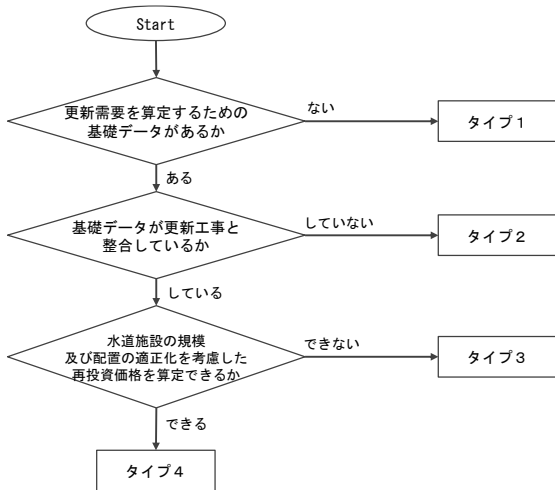 Start
更新需要を算定するための
基礎データがあるか
ない
タイプ１
ある
基礎データが更新工事と
整合しているか
していない
タイプ２
している
水道施設の規模
及び配置の適正化を考慮した
再投資価格を算定できるか
できない
タイプ３
できる
タイプ４